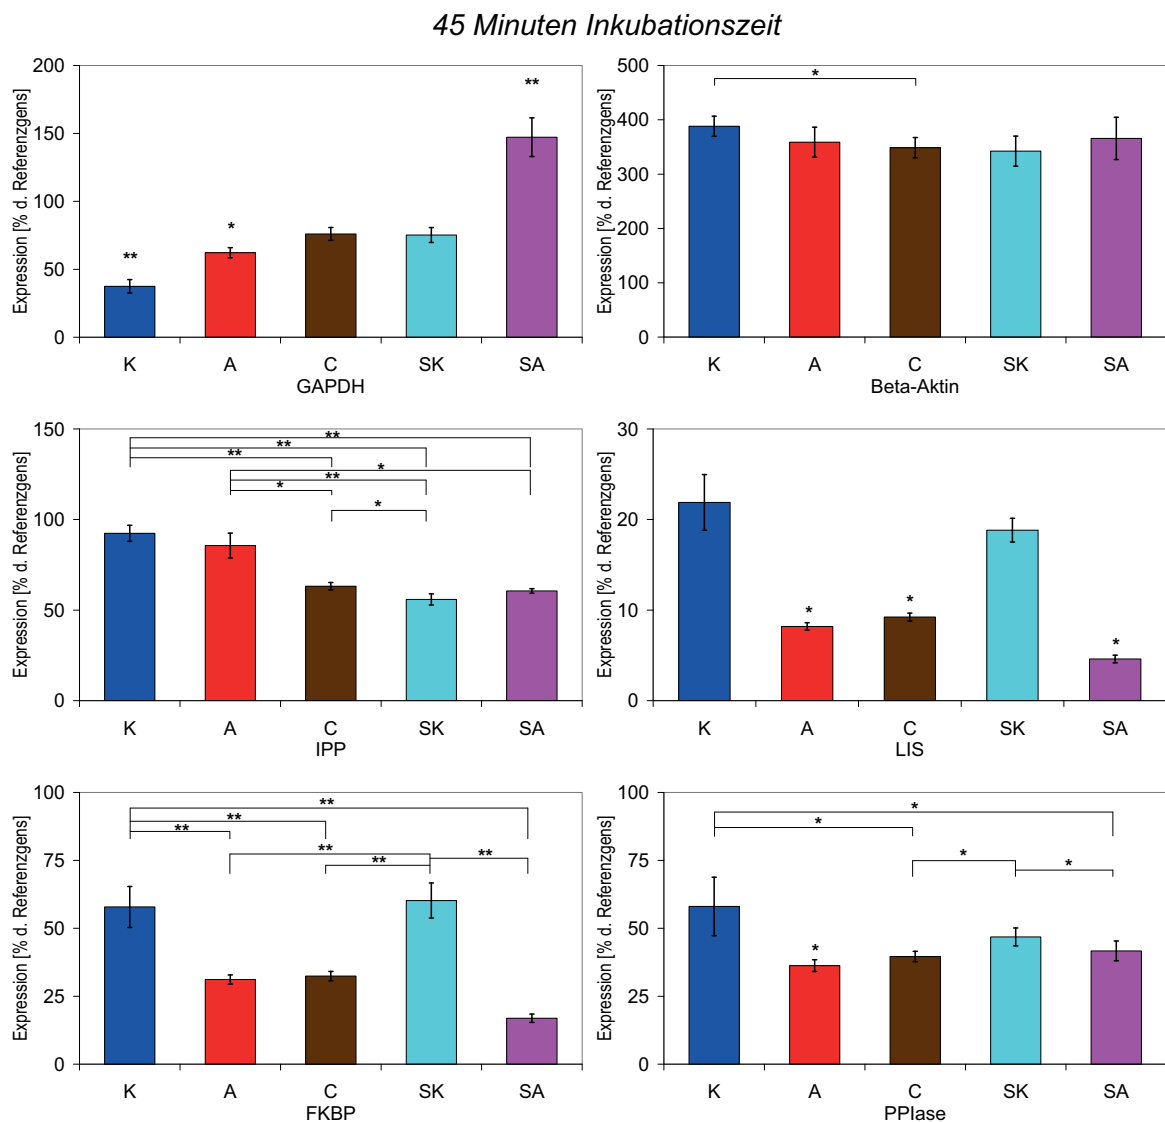 45 Minuten Inkubationszeit
Expression [% d. Referenzgens]
200
150
100
50
0
**
*
**
K A C SK SA
GAPDH
Expression [% d. Referenzgens]
500
400
300
200
100
0
*
K A C SK SA
Beta-Aktin
Expression [% d. Referenzgens]
150
100
50
0
**
**
**
*
**
*
*
K A C SK SA
IPP
Expression [% d. Referenzgens]
30
20
10
0
*
*
*
K A C SK SA
LIS
Expression [% d. Referenzgens]
100
75
50
25
0
**
**
**
**
**
**
K A C SK SA
FKBP
Expression [% d. Referenzgens]
100
75
50
25
0
*
*
*
*
*
K A C SK SA
PPIase